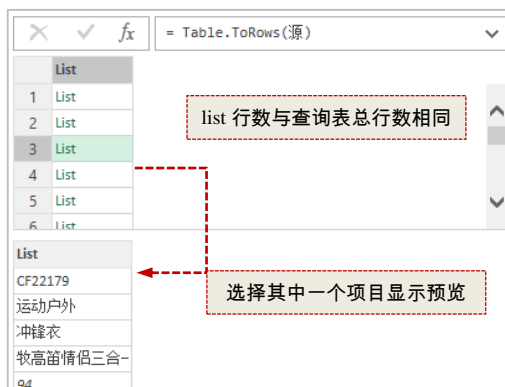 fx = Table.ToRows(源)
List
1 List
2 List
3 List
4 List
5 List
6 List
list 行数与查询表总行数相同
List
CF22179
运动户外
冲锋衣
牧高笛情侣三合一
94
选择其中一个项目显示预览